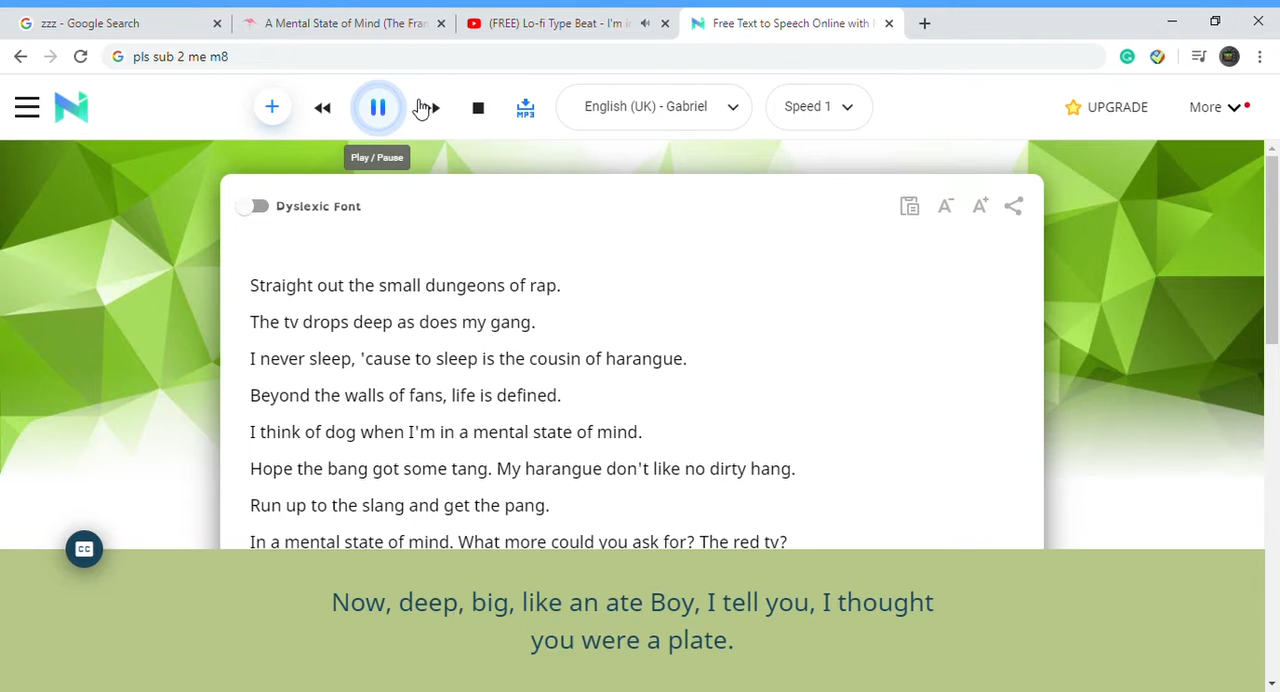 zzz - Google Search
A Mental State of Mind (The Fran
(FREE) Lo-fi Type Beat - I'm in
Free Text to Speech Online with
pls sub 2 me m8
MP3
English (UK) - Gabriel
Speed 1
UPGRADE
More
Play / Pause
Dyslexic Font
A-
A+
Straight out the small dungeons of rap.
The tv drops deep as does my gang.
I never sleep, 'cause to sleep is the cousin of harangue.
Beyond the walls of fans, life is defined.
I think of dog when I'm in a mental state of mind.
Hope the bang got some tang. My harangue don't like no dirty hang.
Run up to the slang and get the pang.
In a mental state of mind. What more could you ask for? The red tv?
CC
Now, deep, big, like an ate Boy, I tell you, I thought
you were a plate.